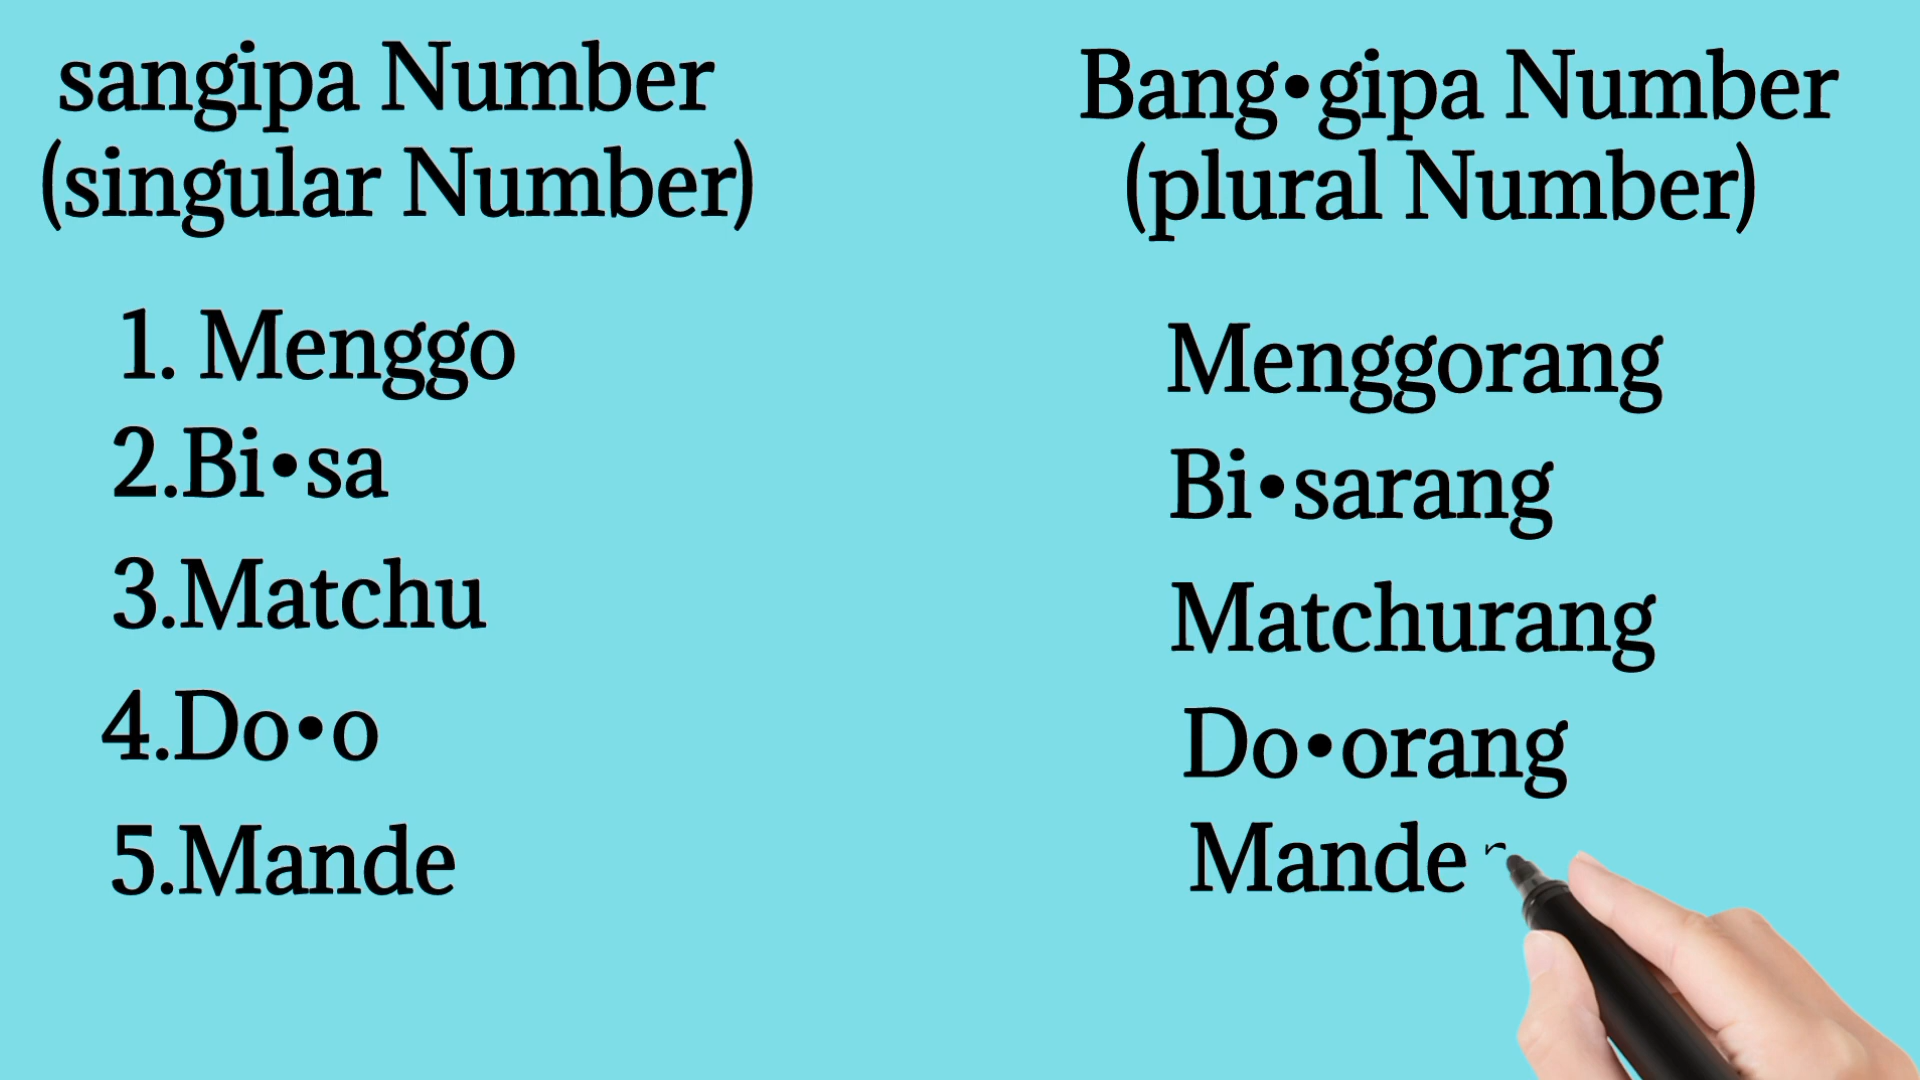 sangipa Number
(singular Number)
1. Menggo
2.Bi•sa
3.Matchu
4.Do•o
5.Mande
Bang•gipa Number
(plural Number)
Menggorang
Bi•sarang
Matchurang
Do•orang
Mande r